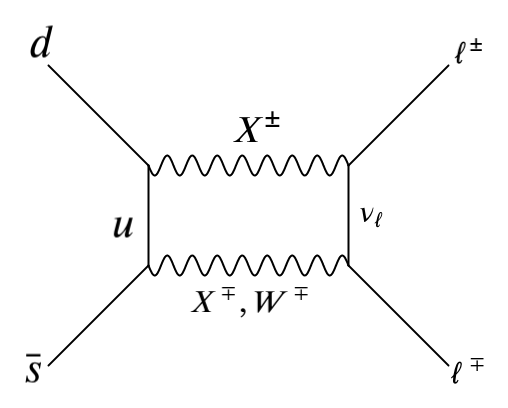 d
ℓ±
X±
u
νℓ
X∓, W∓
s̄
ℓ∓